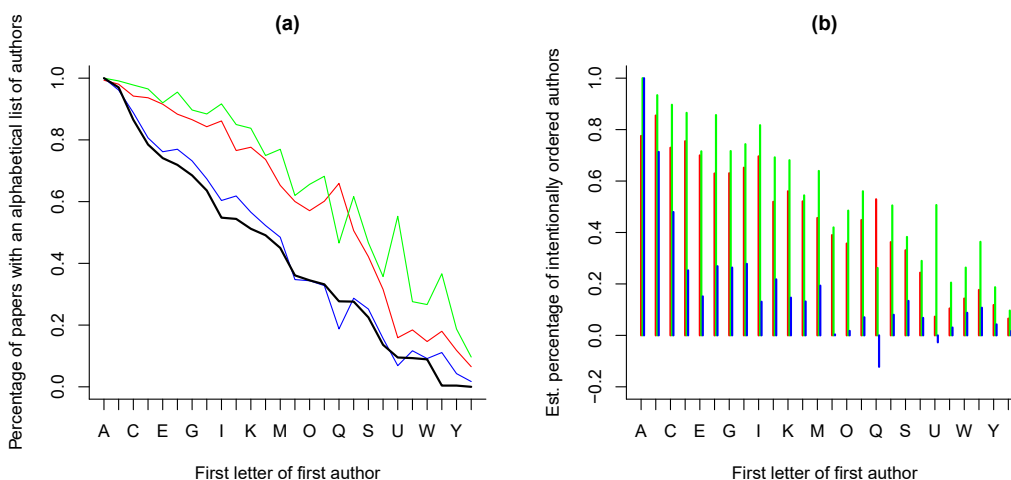 (a)
Percentage of papers with an alphabetical list of authors
1.0
0.8
0.6
0.4
0.2
0.0
A C E G I K M O Q S U W Y
First letter of first author
(b)
Est. percentage of intentionally ordered authors
1.0
0.8
0.6
0.4
0.2
0.0
−0.2
A C E G I K M O Q S U W Y
First letter of first author